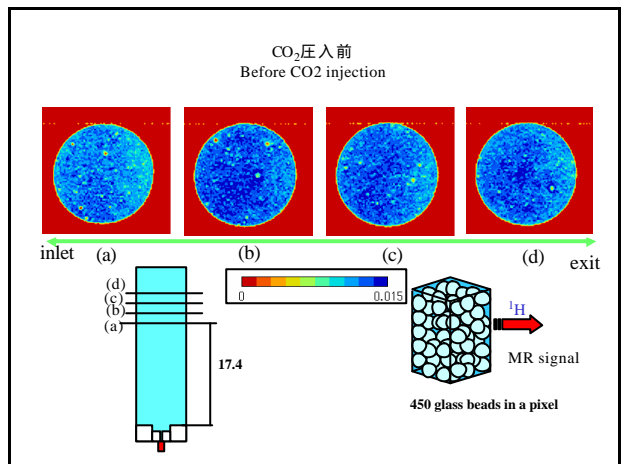 CO₂圧入前
Before CO2 injection
inlet
(a)
(b)
(c)
(d)
exit
(d)
(c)
(b)
(a)
17.4
0
0.015
¹H
MR signal
450 glass beads in a pixel